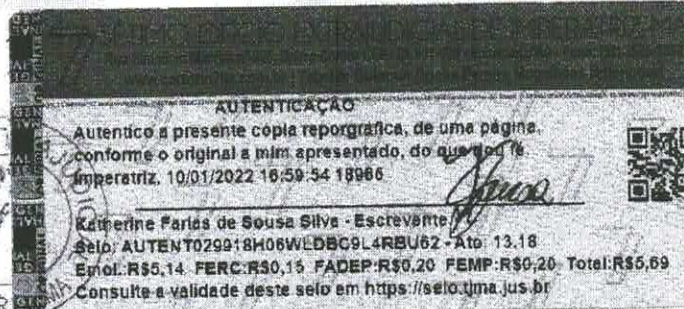 AUTENTICAÇÃO
Autentico a presente cópia reporgrafica, de uma página,
conforme o original a mim apresentado, do que dou fé.
Imperatriz, 10/01/2022 16:59:54 18966
Katherine Farias de Sousa Silva - Escrevente
Selo: AUTENT029918H06WLDBC9L4RBU62 - Ato: 13.18
Emol.:R$5,14 FERC:R$0,15 FADEP:R$0,20 FEMP:R$0,20 Total:R$5,69
Consulte a validade deste selo em https://selo.tjma.jus.br